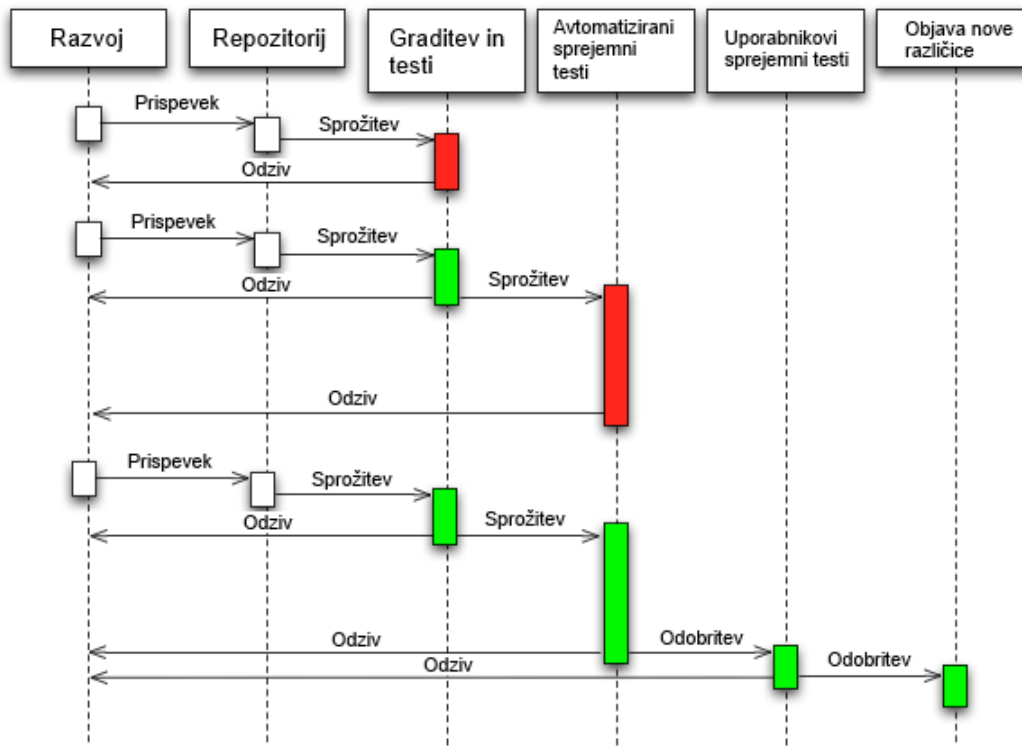 Razvoj
Repozitorij
Graditev in
testi
Avtomatizirani
sprejemni
testi
Uporabnikovi
sprejemni testi
Objava nove
različice
Prispevek
Sprožitev
Odziv
Prispevek
Sprožitev
Odziv
Sprožitev
Odziv
Prispevek
Sprožitev
Odziv
Sprožitev
Odziv
Odobritev
Odziv
Odobritev